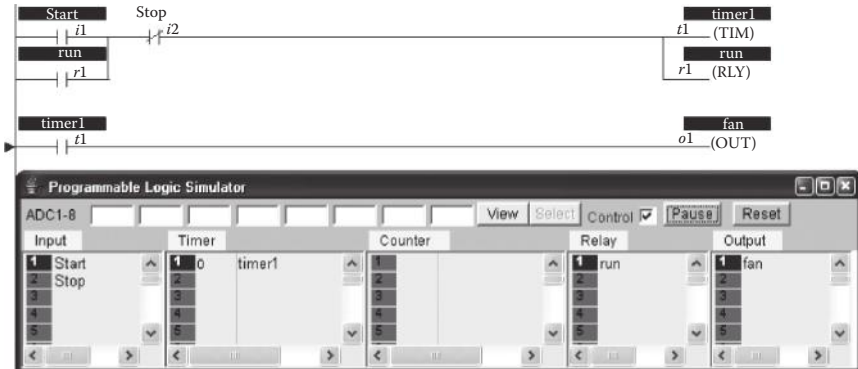 Start Stop timer1
i1 i2 t1 (TIM)
run run
r1 r1 (RLY)
timer1 fan
t1 o1 (OUT)
Programmable Logic Simulator
ADC1-8 View Select Control Pause Reset
Input Timer Counter Relay Output
1 Start 1 0 timer1 1 1 run 1 fan
2 Stop 2 2 2 2
3 3 3 3 3
4 4 4 4 4
5 5 5 5 5